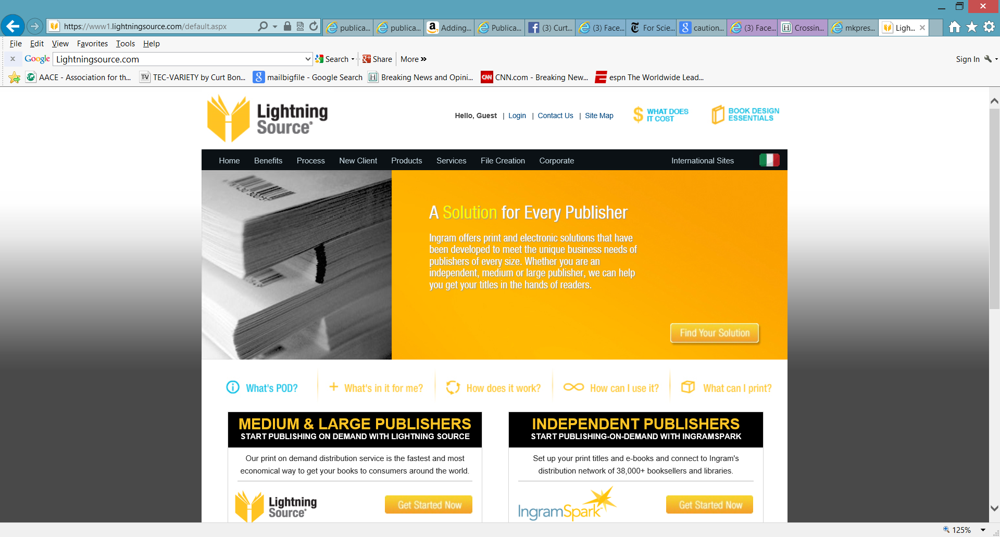 https://www1.lightningsource.com/default.aspx
publica...
publica...
Adding...
Publica...
(3) Curt...
(3) Face...
For Scie...
caution...
(3) Face...
Crossin...
mkpres...
Ligh...
File Edit View Favorites Tools Help
x Google Lightningsource.com Search Share More »
Sign In
AACE - Association for th...
TEC-VARIETY by Curt Bon...
mailbigfile - Google Search
Breaking News and Opini...
CNN.com - Breaking New...
espn The Worldwide Lead...
Lightning
Source®
Hello, Guest | Login | Contact Us | Site Map
WHAT DOES
IT COST
BOOK DESIGN
ESSENTIALS
Home Benefits Process New Client Products Services File Creation Corporate International Sites
A Solution for Every Publisher
Ingram offers print and electronic solutions that have
been developed to meet the unique business needs of
publishers of every size. Whether you are an
independent, medium or large publisher, we can help
you get your titles in the hands of readers.
Find Your Solution
What's POD?
What's in it for me?
How does it work?
How can I use it?
What can I print?
MEDIUM & LARGE PUBLISHERS
START PUBLISHING ON DEMAND WITH LIGHTNING SOURCE
Our print on demand distribution service is the fastest and most
economical way to get your books to consumers around the world.
Lightning
Source®
Get Started Now
INDEPENDENT PUBLISHERS
START PUBLISHING-ON-DEMAND WITH INGRAMSPARK
Set up your print titles and e-books and connect to Ingram's
distribution network of 38,000+ booksellers and libraries.
IngramSpark
Get Started Now
125%